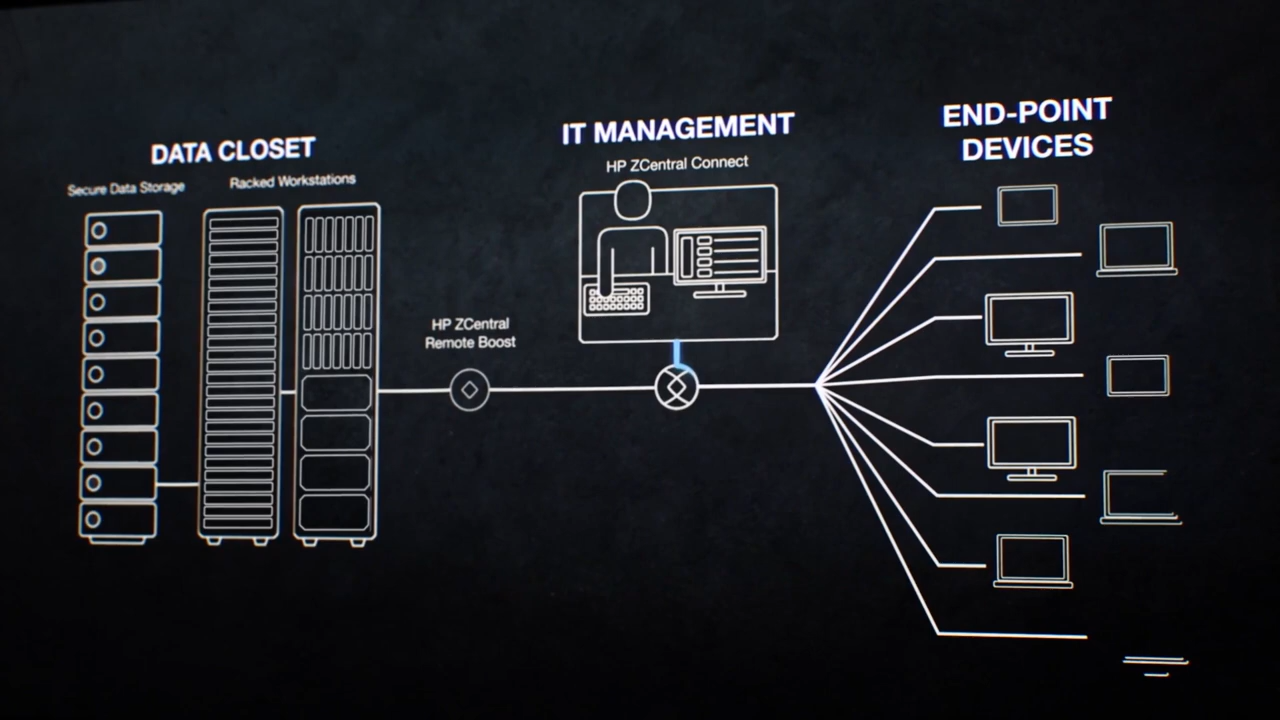 DATA CLOSET
Secure Data Storage
Racked Workstations
HP ZCentral
Remote Boost
IT MANAGEMENT
HP ZCentral Connect
END-POINT
DEVICES